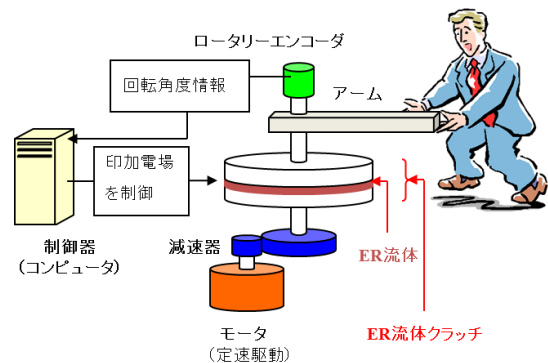 ロータリーエンコーダ
回転角度情報
アーム
印加電場
を制御
制御器
(コンピュータ)
減速器
ER流体
モータ
(定速駆動)
ER流体クラッチ